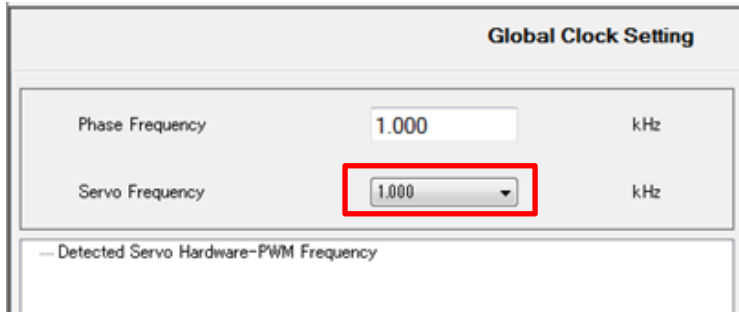 Global Clock Setting
Phase Frequency 1.000 kHz
Servo Frequency 1.000 kHz
Detected Servo Hardware-PWM Frequency